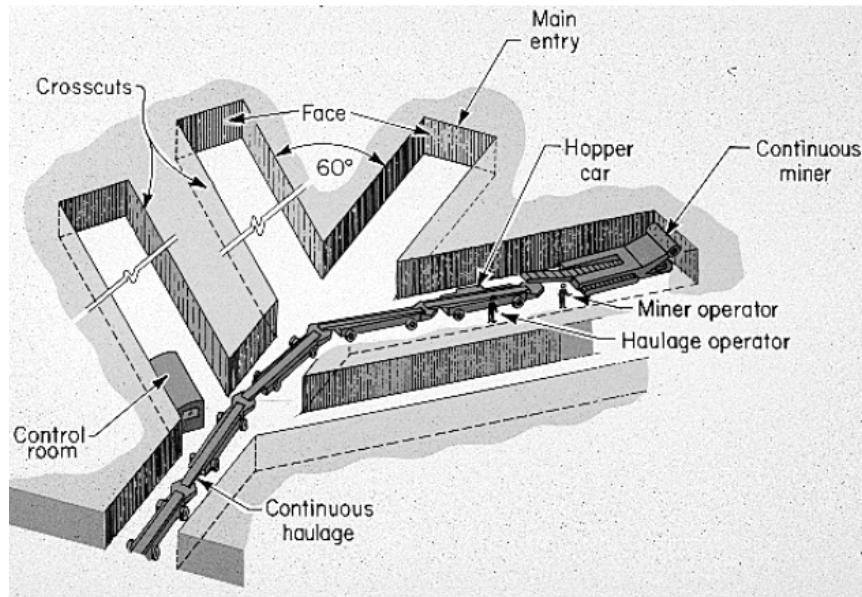 Main
entry
Crosscuts
Face
60°
Hopper
car
Continuous
miner
Miner operator
Haulage operator
Control
room
Continuous
haulage